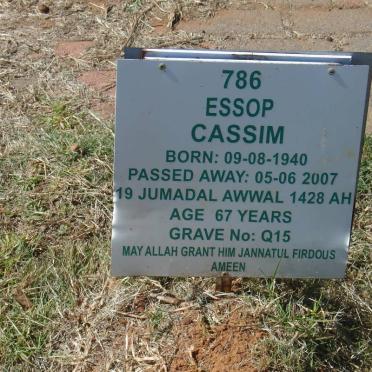 786
ESSOP
CASSIM
BORN: 09-08-1940
PASSED AWAY: 05-06 2007
19 JUMADAL AWWAL 1428 AH
AGE 67 YEARS
GRAVE No: Q15
MAY ALLAH GRANT HIM JANNATUL FIRDOUS
AMEEN